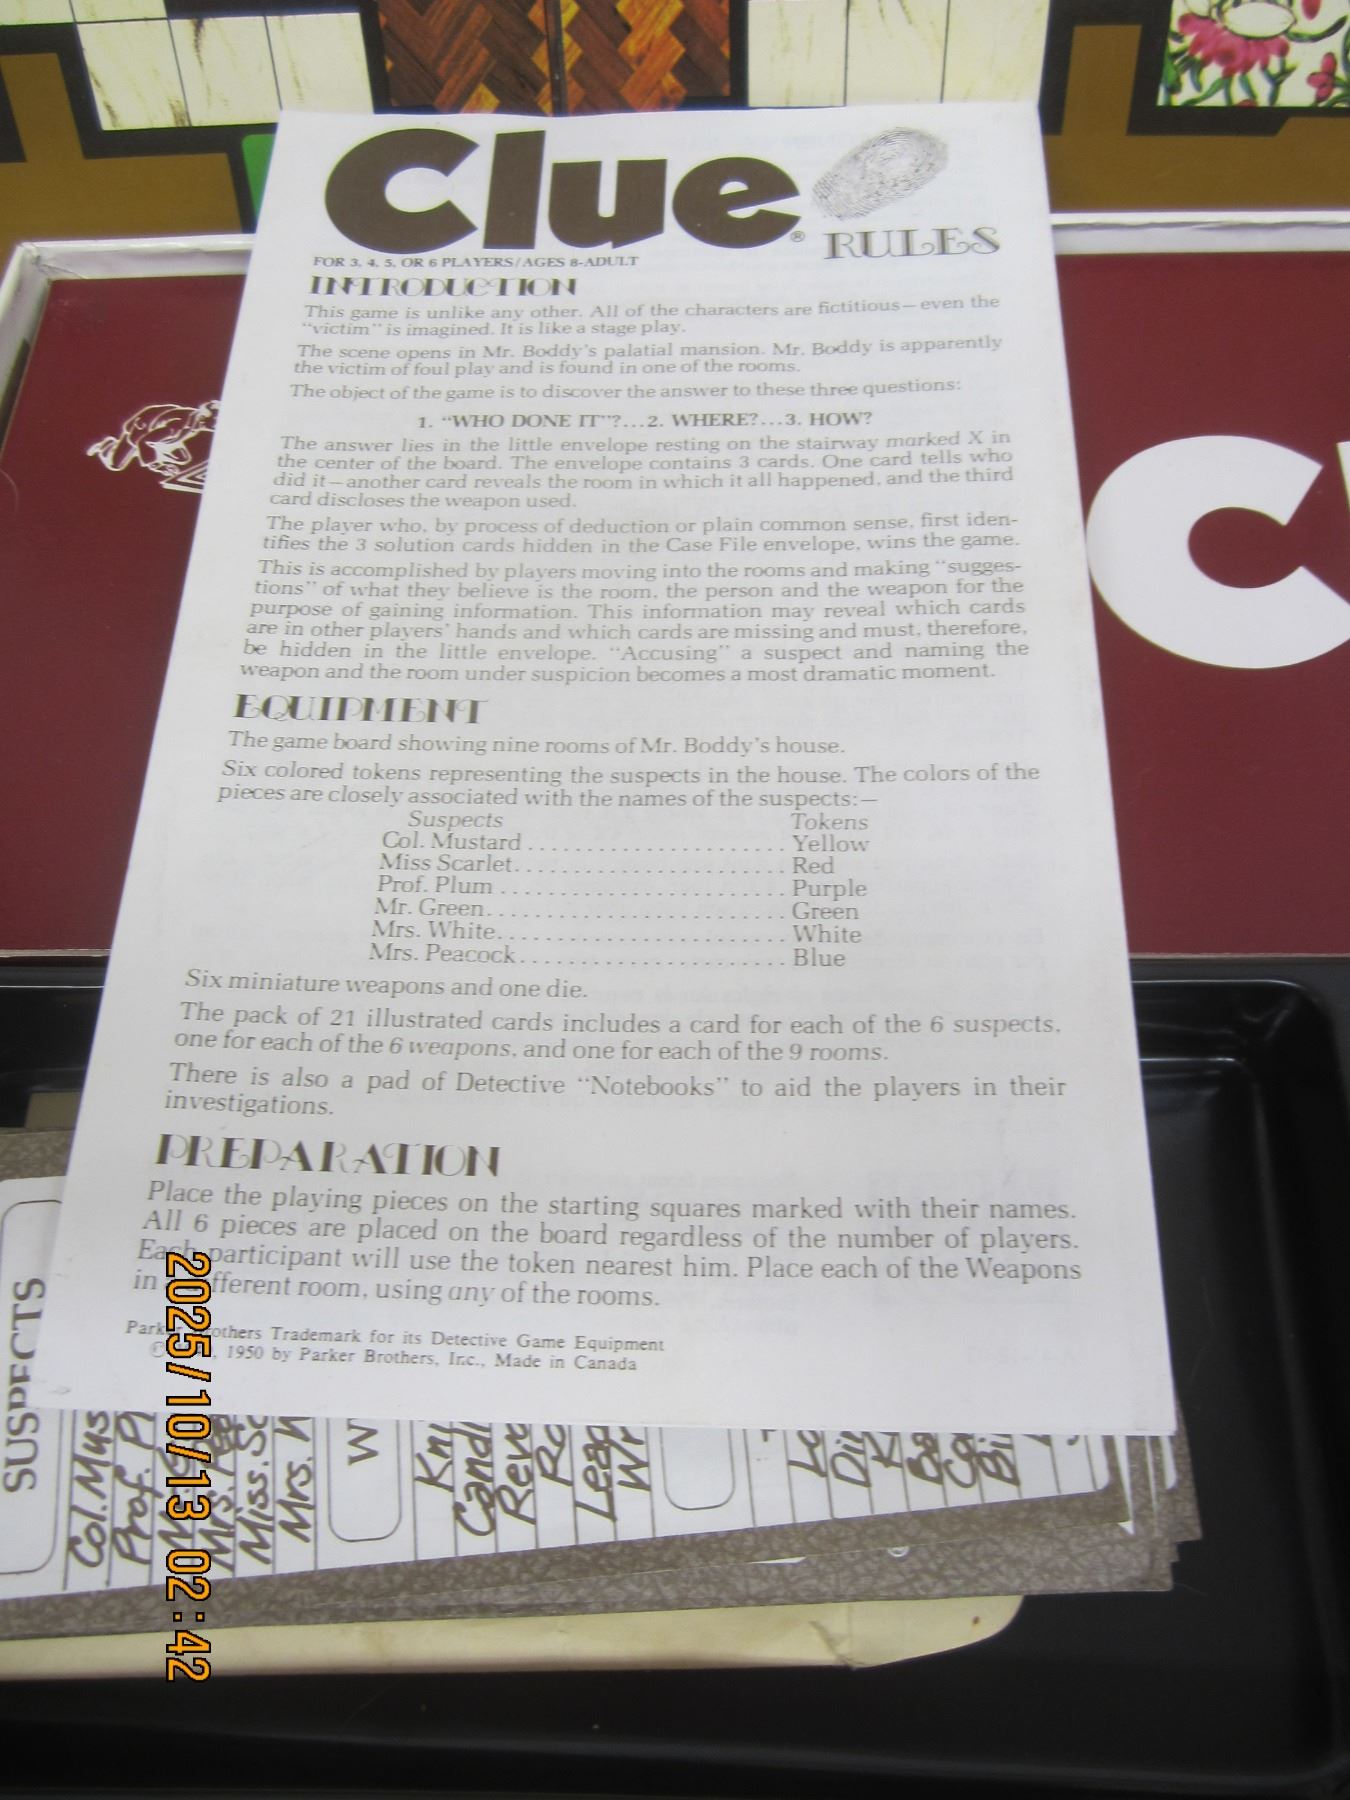 Clue®
RULES
FOR 3, 4, 5, OR 6 PLAYERS/AGES 8-ADULT
INTRODUCTION
This game is unlike any other. All of the characters are fictitious—even the
"victim" is imagined. It is like a stage play.
The scene opens in Mr. Boddy's palatial mansion. Mr. Boddy is apparently
the victim of foul play and is found in one of the rooms.
The object of the game is to discover the answer to these three questions:
1. "WHO DONE IT"?...2. WHERE?...3. HOW?
The answer lies in the little envelope resting on the stairway marked X in
the center of the board. The envelope contains 3 cards. One card tells who
did it—another card reveals the room in which it all happened, and the third
card discloses the weapon used.
The player who, by process of deduction or plain common sense, first iden-
tifies the 3 solution cards hidden in the Case File envelope, wins the game.
This is accomplished by players moving into the rooms and making "sugges-
tions" of what they believe is the room, the person and the weapon for the
purpose of gaining information. This information may reveal which cards
are in other players' hands and which cards are missing and must, therefore,
be hidden in the little envelope. "Accusing" a suspect and naming the
weapon and the room under suspicion becomes a most dramatic moment.
EQUIPMENT
The game board showing nine rooms of Mr. Boddy's house.
Six colored tokens representing the suspects in the house. The colors of the
pieces are closely associated with the names of the suspects:—
Suspects Tokens
Col. Mustard ...................... Yellow
Miss Scarlet....................... Red
Prof. Plum ........................ Purple
Mr. Green......................... Green
Mrs. White........................ White
Mrs. Peacock...................... Blue
Six miniature weapons and one die.
The pack of 21 illustrated cards includes a card for each of the 6 suspects,
one for each of the 6 weapons, and one for each of the 9 rooms.
There is also a pad of Detective "Notebooks" to aid the players in their
investigations.
PREPARATION
Place the playing pieces on the starting squares marked with their names.
All 6 pieces are placed on the board regardless of the number of players.
Each participant will use the token nearest him. Place each of the Weapons
in fferent room, using any of the rooms.
Park Brothers Trademark for its Detective Game Equipment
©, 1950 by Parker Brothers, Inc., Made in Canada
C
SUSPECTS
Col. Mus
Prof. Pl
Miss. Sc
Mrs. W
W
Kni
Candl
Revo
Ro
Lead
Wr
2025/10/13 02:42